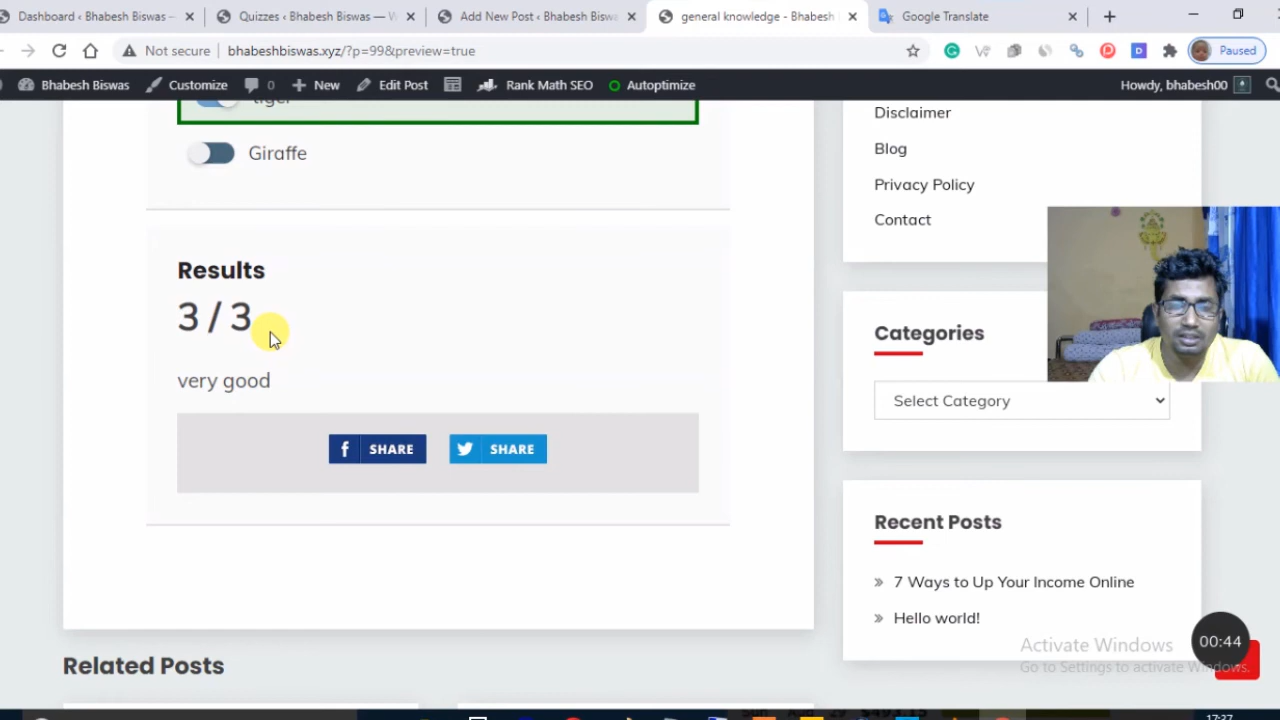 Dashboard ‹ Bhabesh Biswas —
Quizzes ‹ Bhabesh Biswas — W
Add New Post ‹ Bhabesh Biswa
general knowledge - Bhabesh
Google Translate
Not secure
bhabeshbiswas.xyz/?p=99&preview=true
Paused
Bhabesh Biswas
Customize
0
New
Edit Post
Rank Math SEO
Autoptimize
Howdy, bhabesh00
tiger
Giraffe
Results
3 / 3
very good
f SHARE
SHARE
Related Posts
Disclaimer
Blog
Privacy Policy
Contact
Categories
Select Category
Recent Posts
» 7 Ways to Up Your Income Online
» Hello world!
Activate Windows
Go to Settings to activate Windows.
00:44
17:27